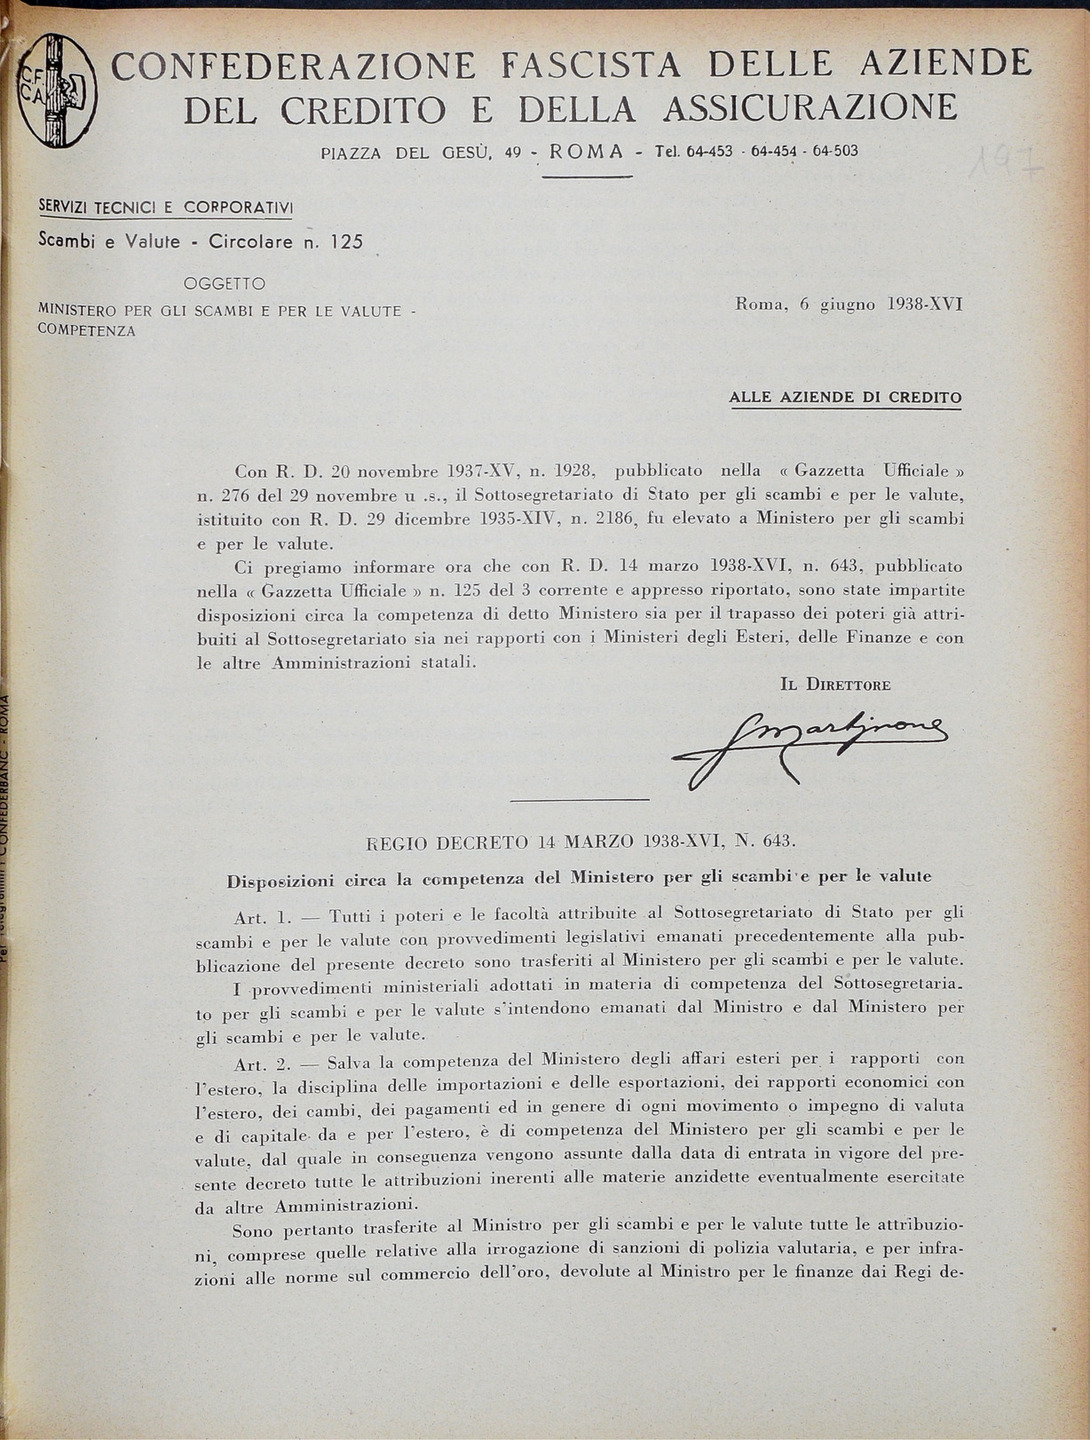 C F
C A
CONFEDERAZIONE FASCISTA DELLE AZIENDE
DEL CREDITO E DELLA ASSICURAZIONE
PIAZZA DEL GESÙ, 49 - ROMA - Tel. 64-453 - 64-454 - 64-503
197
SERVIZI TECNICI E CORPORATIVI
Scambi e Valute - Circolare n. 125
OGGETTO
MINISTERO PER GLI SCAMBI E PER LE VALUTE -
COMPETENZA
Roma, 6 giugno 1938-XVI
ALLE AZIENDE DI CREDITO
Con R. D. 20 novembre 1937-XV, n. 1928, pubblicato nella « Gazzetta Ufficiale »
n. 276 del 29 novembre u .s., il Sottosegretariato di Stato per gli scambi e per le valute,
istituito con R. D. 29 dicembre 1935-XIV, n. 2186, fu elevato a Ministero per gli scambi
e per le valute.
Ci pregiamo informare ora che con R. D. 14 marzo 1938-XVI, n. 643, pubblicato
nella « Gazzetta Ufficiale » n. 125 del 3 corrente e appresso riportato, sono state impartite
disposizioni circa la competenza di detto Ministero sia per il trapasso dei poteri già attri-
buiti al Sottosegretariato sia nei rapporti con i Ministeri degli Esteri, delle Finanze e con
le altre Amministrazioni statali.
IL DIRETTORE
REGIO DECRETO 14 MARZO 1938-XVI, N. 643.
Disposizioni circa la competenza del Ministero per gli scambi e per le valute
Art. 1. — Tutti i poteri e le facoltà attribuite al Sottosegretariato di Stato per gli
scambi e per le valute con provvedimenti legislativi emanati precedentemente alla pub-
blicazione del presente decreto sono trasferiti al Ministero per gli scambi e per le valute.
I provvedimenti ministeriali adottati in materia di competenza del Sottosegretaria-
to per gli scambi e per le valute s'intendono emanati dal Ministro e dal Ministero per
gli scambi e per le valute.
Art. 2. — Salva la competenza del Ministero degli affari esteri per i rapporti con
l'estero, la disciplina delle importazioni e delle esportazioni, dei rapporti economici con
l'estero, dei cambi, dei pagamenti ed in genere di ogni movimento o impegno di valuta
e di capitale da e per l'estero, è di competenza del Ministero per gli scambi e per le
valute, dal quale in conseguenza vengono assunte dalla data di entrata in vigore del pre-
sente decreto tutte le attribuzioni inerenti alle materie anzidette eventualmente esercitate
da altre Amministrazioni.
Sono pertanto trasferite al Ministro per gli scambi e per le valute tutte le attribuzio-
ni, comprese quelle relative alla irrogazione di sanzioni di polizia valutaria, e per infra-
zioni alle norme sul commercio dell'oro, devolute al Ministro per le finanze dai Regi de-
CONFEDERBANC - ROMA